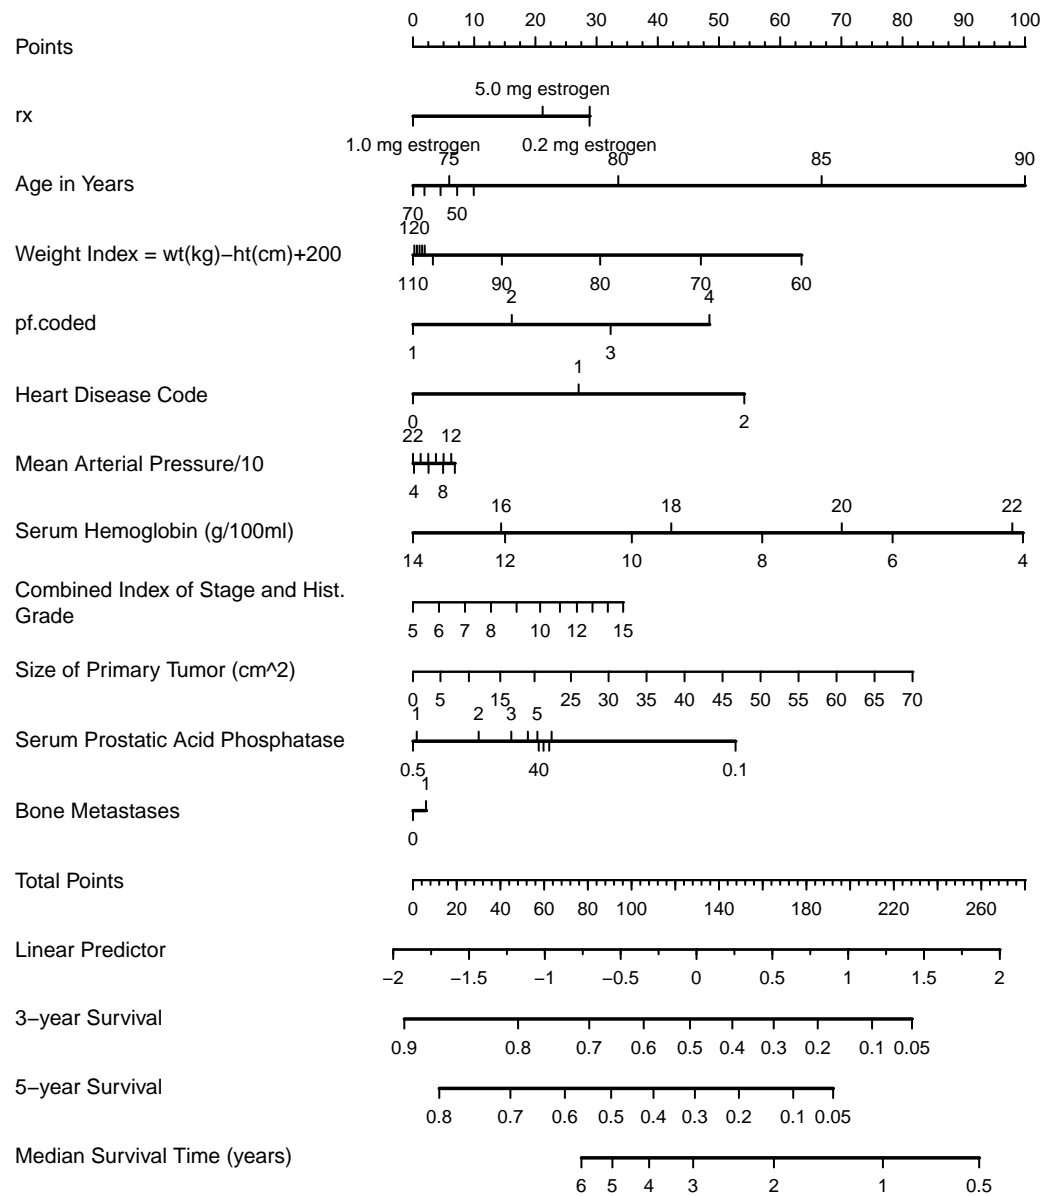 0 10 20 30 40 50 60 70 80 90 100
Points
5.0 mg estrogen
rx
1.0 mg estrogen 0.2 mg estrogen
75 80 85 90
Age in Years
70 50
120
Weight Index = wt(kg)−ht(cm)+200
110 90 80 70 60
2 4
pf.coded
1 3
1
Heart Disease Code
0 2
22 12
Mean Arterial Pressure/10
4 8
16 18 20 22
Serum Hemoglobin (g/100ml)
14 12 10 8 6 4
Combined Index of Stage and Hist.
Grade
5 6 7 8 10 12 15
Size of Primary Tumor (cm^2)
0 5 15 25 30 35 40 45 50 55 60 65 70
1 2 3 5
Serum Prostatic Acid Phosphatase
0.5 40 0.1
1
Bone Metastases
0
Total Points
0 20 40 60 80 100 140 180 220 260
Linear Predictor
−2 −1.5 −1 −0.5 0 0.5 1 1.5 2
3−year Survival
0.9 0.8 0.7 0.6 0.5 0.4 0.3 0.2 0.1 0.05
5−year Survival
0.8 0.7 0.6 0.5 0.4 0.3 0.2 0.1 0.05
Median Survival Time (years)
6 5 4 3 2 1 0.5